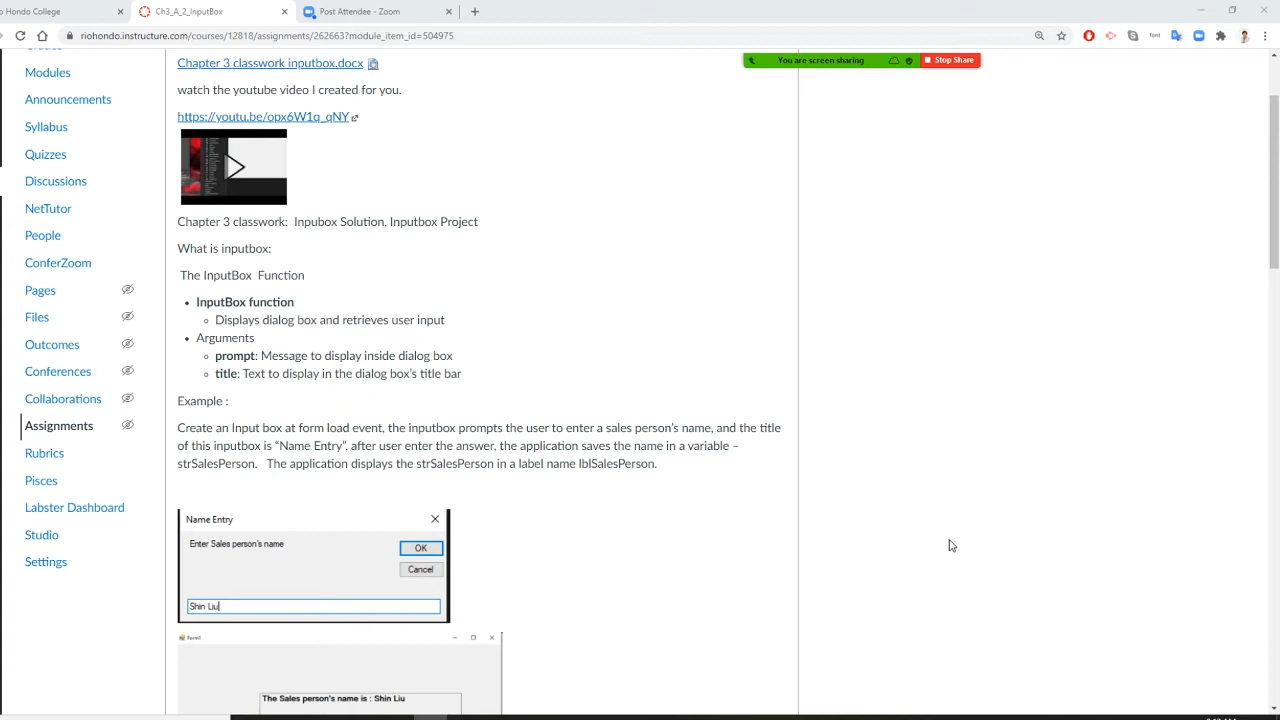 o Hondo College
Ch3_A_2_InputBox
Post Attendee - Zoom
riohondo.instructure.com/courses/12818/assignments/262663?module_item_id=504975
You are screen sharing
Stop Share
Modules
Announcements
Syllabus
Quizzes
Discussions
NetTutor
People
ConferZoom
Pages
Files
Outcomes
Conferences
Collaborations
Assignments
Rubrics
Pisces
Labster Dashboard
Studio
Settings
Chapter 3 classwork inputbox.docx
watch the youtube video I created for you.
https://youtu.be/opx6W1q_qNY
Chapter 3 classwork: Inpubox Solution, Inputbox Project
What is inputbox:
The InputBox Function
• InputBox function
◦ Displays dialog box and retrieves user input
• Arguments
◦ prompt: Message to display inside dialog box
◦ title: Text to display in the dialog box's title bar
Example :
Create an Input box at form load event, the inputbox prompts the user to enter a sales person's name, and the title
of this inputbox is “Name Entry”, after user enter the answer, the application saves the name in a variable –
strSalesPerson. The application displays the strSalesPerson in a label name lblSalesPerson.
Name Entry
Enter Sales person's name
OK
Cancel
Shin Liu
Form1
The Sales person's name is : Shin Liu